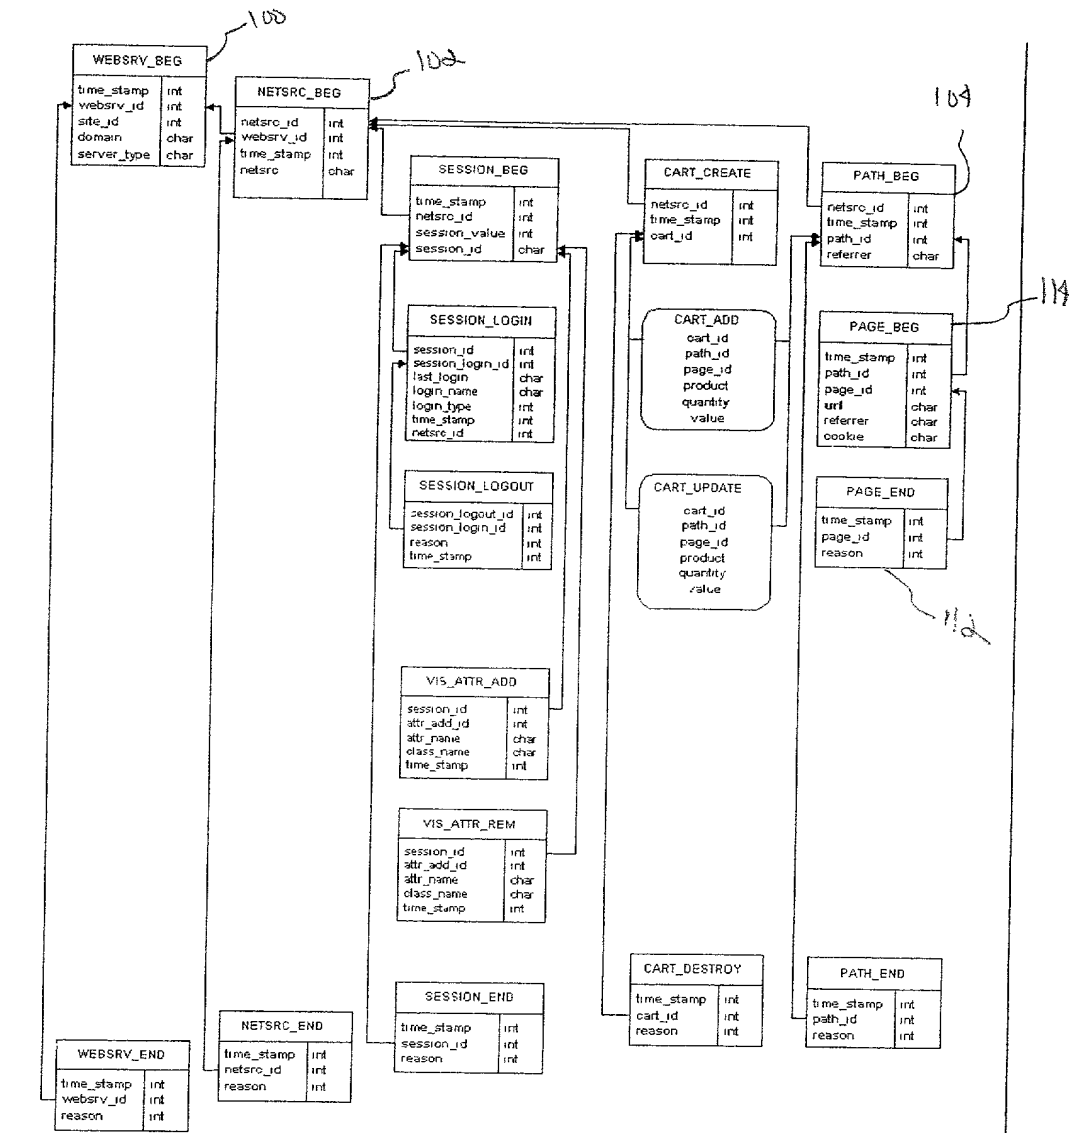 100
WEBSRV_BEG
time_stamp int
websrv_id int
site_id int
domain char
server_type char
102
NETSRC_BEG
netsrc_id int
websrv_id int
time_stamp int
netsrc char
SESSION_BEG
time_stamp int
netsrc_id int
session_value int
session_id char
CART_CREATE
netsrc_id int
time_stamp int
cart_id int
104
PATH_BEG
netsrc_id int
time_stamp int
path_id int
referrer char
SESSION_LOGIN
session_id int
session_login_id int
last_login char
login_name char
login_type int
time_stamp int
netsrc_id int
CART_ADD
cart_id
path_id
page_id
product
quantity
value
114
PAGE_BEG
time_stamp int
path_id int
page_id int
url char
referrer char
cookie char
SESSION_LOGOUT
session_logout_id int
session_login_id int
reason int
time_stamp int
CART_UPDATE
cart_id
path_id
page_id
product
quantity
value
PAGE_END
time_stamp int
page_id int
reason int
112
VIS_ATTR_ADD
session_id int
attr_add_id int
attr_name char
class_name char
time_stamp int
VIS_ATTR_REM
session_id int
attr_add_id int
attr_name char
class_name char
time_stamp int
WEBSRV_END
time_stamp int
websrv_id int
reason int
NETSRC_END
time_stamp int
netsrc_id int
reason int
SESSION_END
time_stamp int
session_id int
reason int
CART_DESTROY
time_stamp int
cart_id int
reason int
PATH_END
time_stamp int
path_id int
reason int